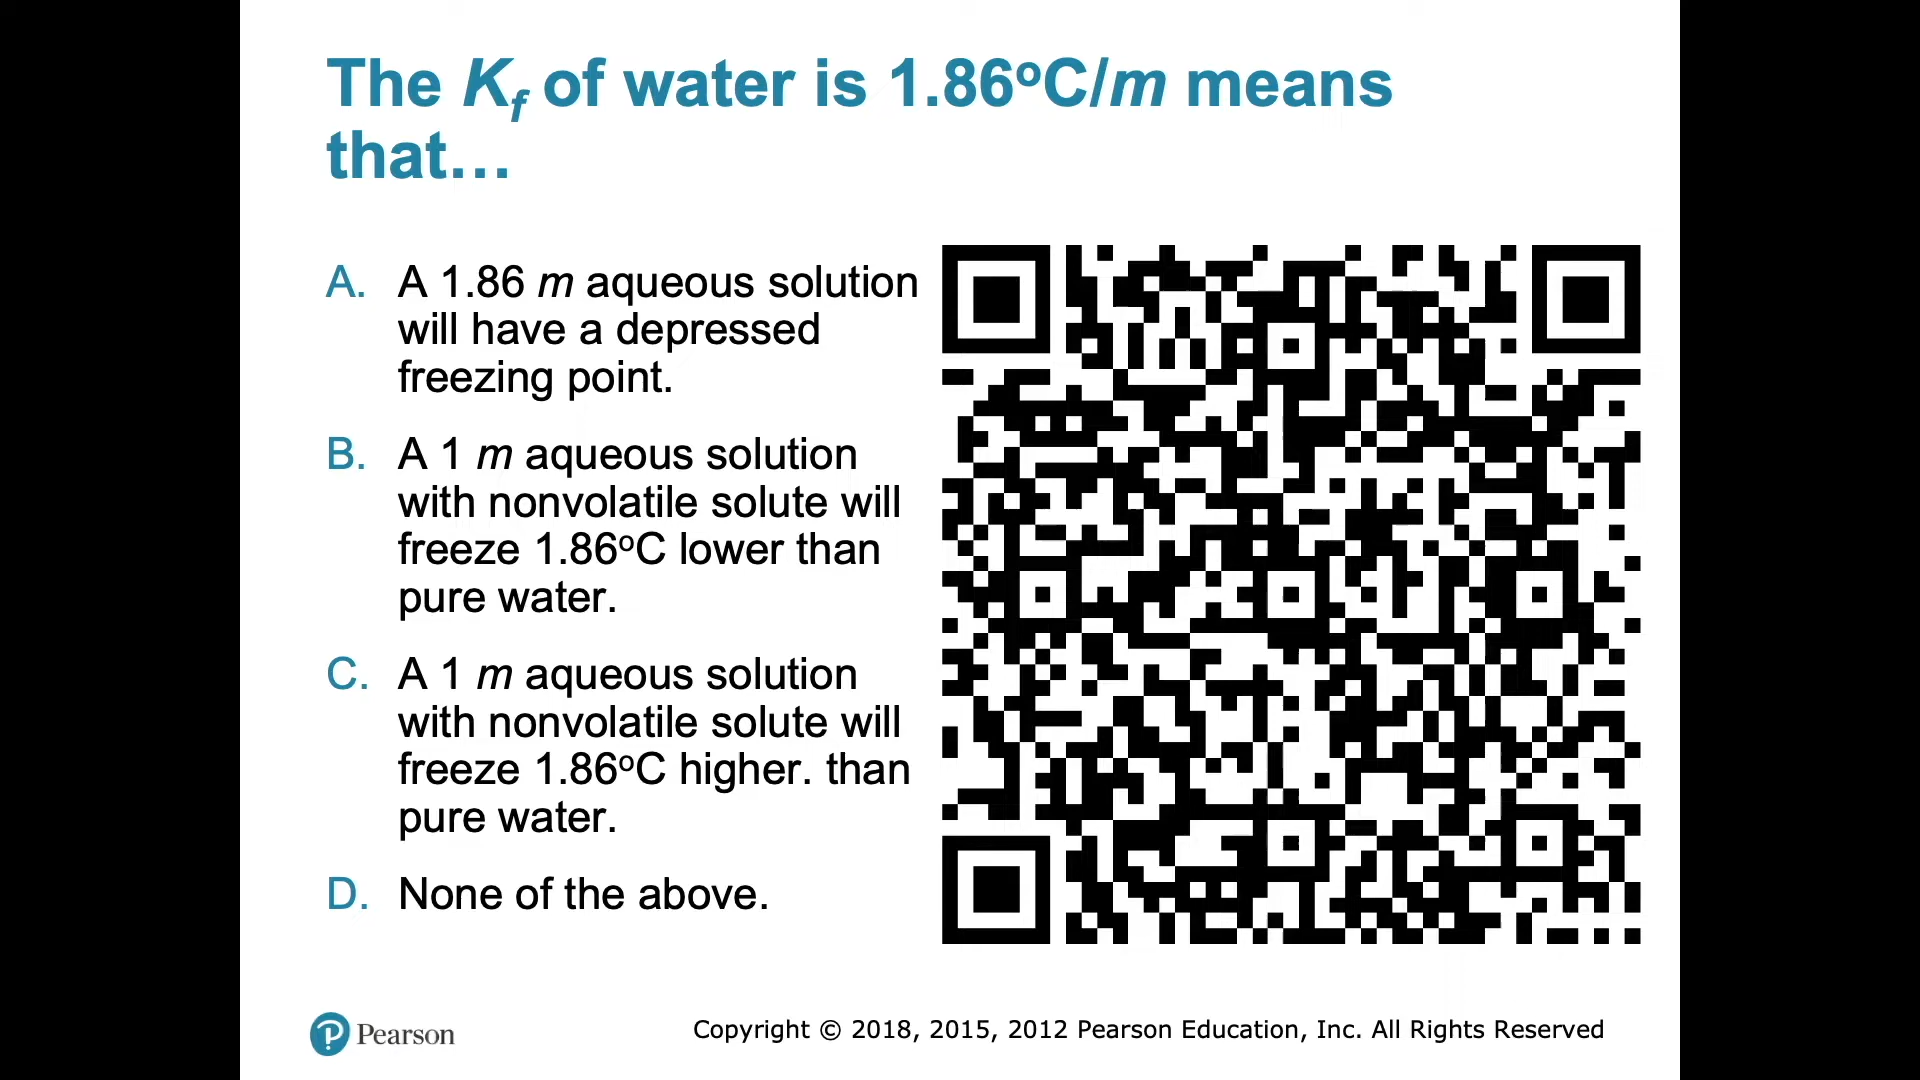 The Kf of water is 1.86oC/m means
that…
A. A 1.86 m aqueous solution
will have a depressed
freezing point.
B. A 1 m aqueous solution
with nonvolatile solute will
freeze 1.86oC lower than
pure water.
C. A 1 m aqueous solution
with nonvolatile solute will
freeze 1.86oC higher. than
pure water.
D. None of the above.
Pearson
Copyright © 2018, 2015, 2012 Pearson Education, Inc. All Rights Reserved